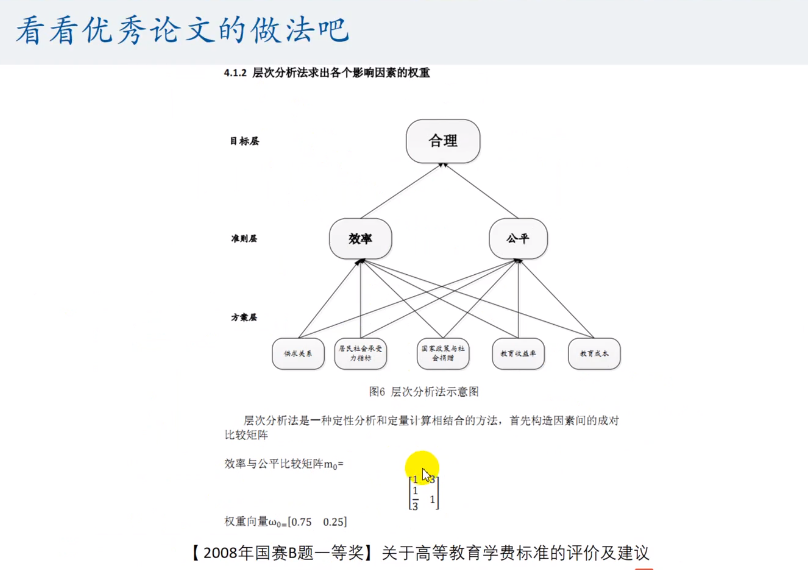 看看优秀论文的做法吧
4.1.2 层次分析法求出各个影响因素的权重
目标层
合理
准则层
效率
公平
方案层
供求关系
居民社会承受
力指标
国家政策与社
会捐赠
教育收益率
教育成本
图6 层次分析法示意图
层次分析法是一种定性分析和定量计算相结合的方法，首先构造因素间的成对
比较矩阵
效率与公平比较矩阵m₀=
1 3
1/3 1
权重向量ω₀=[0.75 0.25]
【 2008年国赛B题一等奖】关于高等教育学费标准的评价及建议